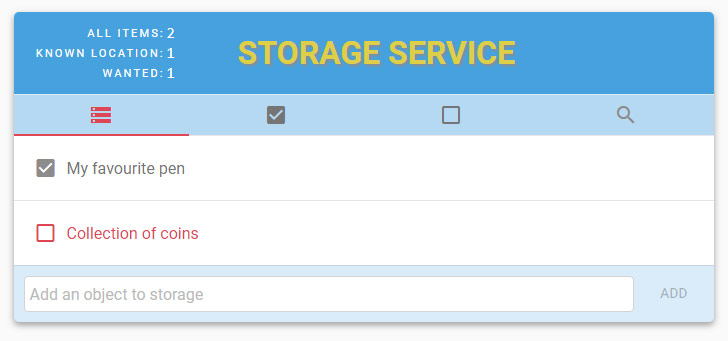 ALL ITEMS: 2
KNOWN LOCATION: 1
WANTED: 1
STORAGE SERVICE
My favourite pen
Collection of coins
Add an object to storage
ADD